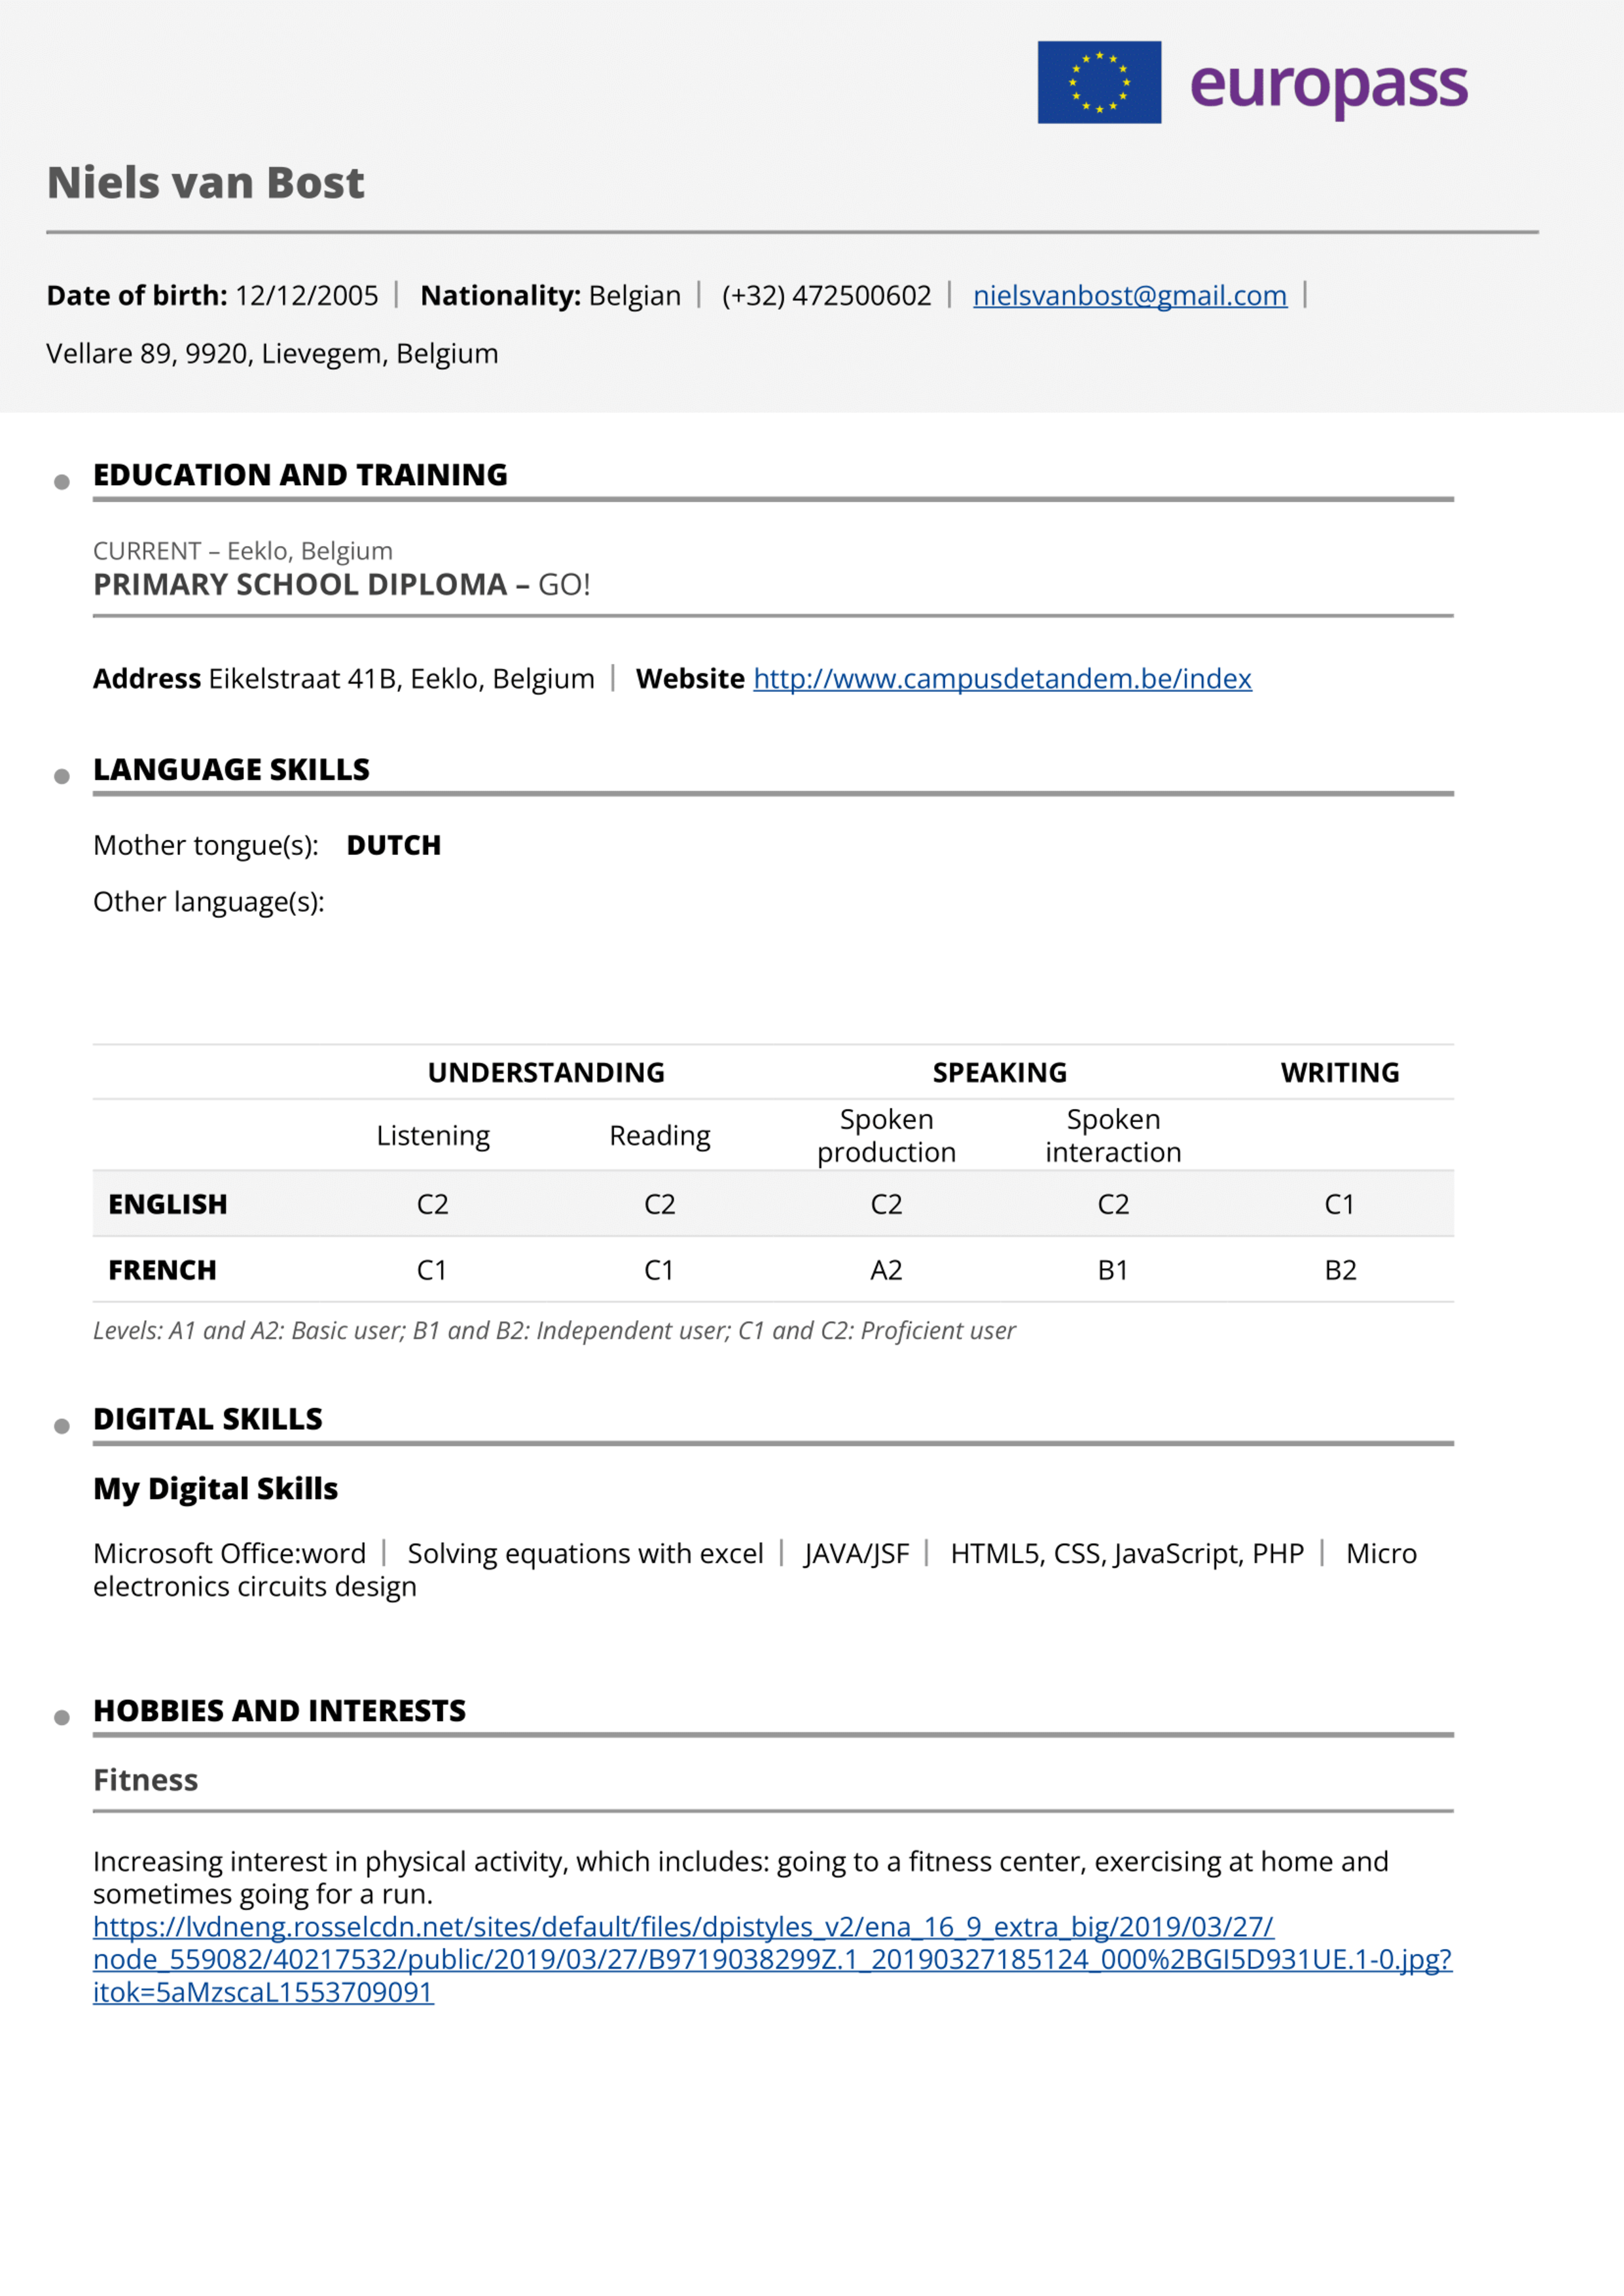 europass
Niels van Bost
Date of birth: 12/12/2005 | Nationality: Belgian | (+32) 472500602 | nielsvanbost@gmail.com |
Vellare 89, 9920, Lievegem, Belgium
EDUCATION AND TRAINING
CURRENT – Eeklo, Belgium
PRIMARY SCHOOL DIPLOMA – GO!
Address Eikelstraat 41B, Eeklo, Belgium | Website http://www.campusdetandem.be/index
LANGUAGE SKILLS
Mother tongue(s): DUTCH
Other language(s):
UNDERSTANDING SPEAKING WRITING
Listening Reading Spoken production Spoken interaction
ENGLISH C2 C2 C2 C2 C1
FRENCH C1 C1 A2 B1 B2
Levels: A1 and A2: Basic user; B1 and B2: Independent user; C1 and C2: Proficient user
DIGITAL SKILLS
My Digital Skills
Microsoft Office:word | Solving equations with excel | JAVA/JSF | HTML5, CSS, JavaScript, PHP | Micro
electronics circuits design
HOBBIES AND INTERESTS
Fitness
Increasing interest in physical activity, which includes: going to a fitness center, exercising at home and
sometimes going for a run.
https://lvdneng.rosselcdn.net/sites/default/files/dpistyles_v2/ena_16_9_extra_big/2019/03/27/
node_559082/40217532/public/2019/03/27/B9719038299Z.1_20190327185124_000%2BGI5D931UE.1-0.jpg?
itok=5aMzscaL1553709091